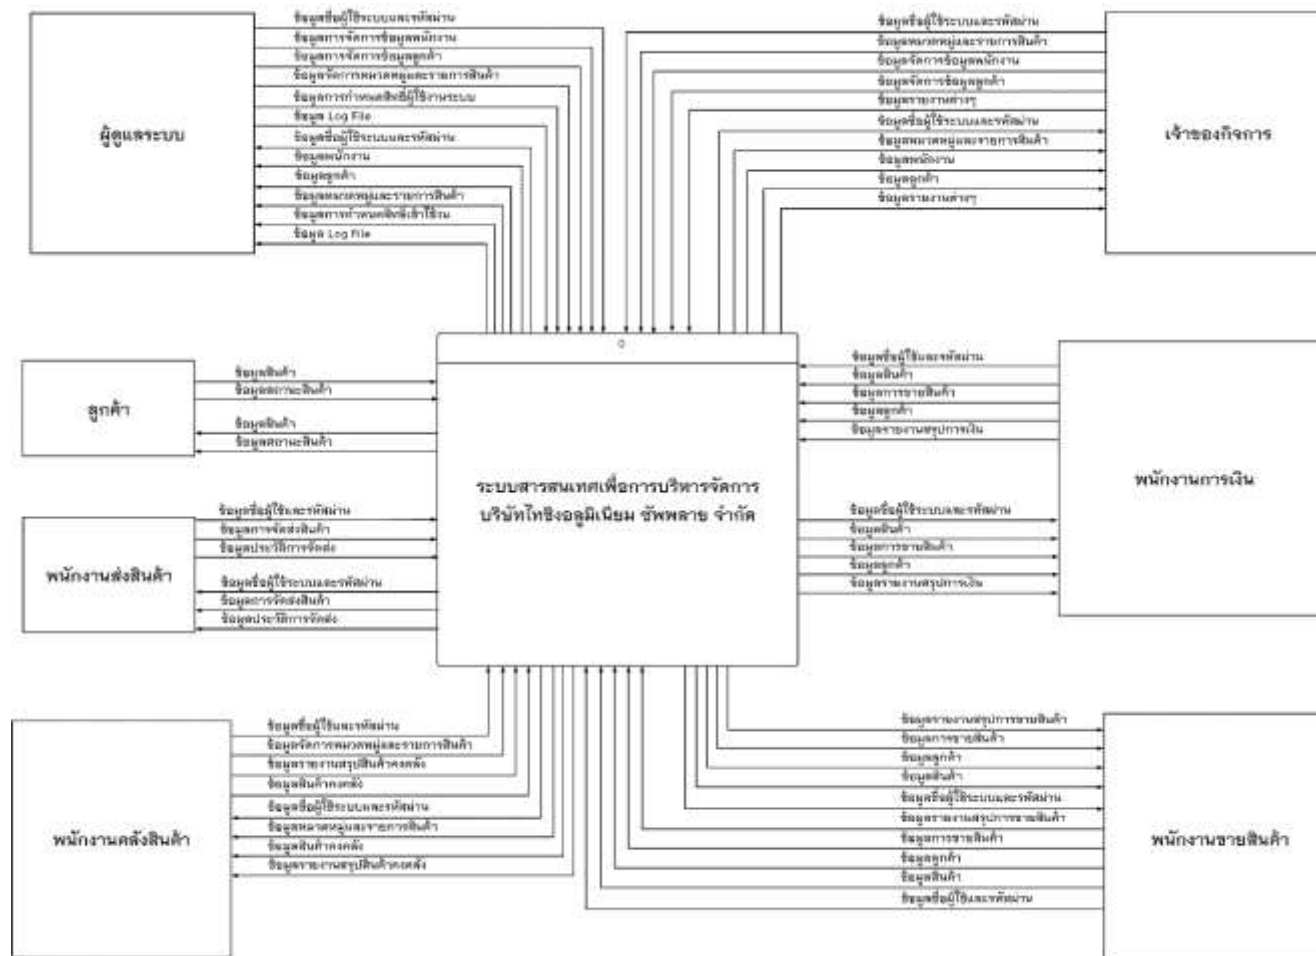 ผู้ดูแลระบบ
ข้อมูลชื่อผู้ใช้ระบบและรหัสผ่าน
ข้อมูลการจัดการข้อมูลพนักงาน
ข้อมูลการจัดการข้อมูลลูกค้า
ข้อมูลจัดการหมวดหมู่และรายการสินค้า
ข้อมูลการกำหนดสิทธิ์ผู้ใช้งานระบบ
ข้อมูล Log File
ข้อมูลชื่อผู้ใช้ระบบและรหัสผ่าน
ข้อมูลพนักงาน
ข้อมูลลูกค้า
ข้อมูลหมวดหมู่และรายการสินค้า
ข้อมูลการกำหนดสิทธิ์เข้าใช้งาน
ข้อมูล Log File
ข้อมูลชื่อผู้ใช้ระบบและรหัสผ่าน
ข้อมูลหมวดหมู่และรายการสินค้า
ข้อมูลจัดการข้อมูลพนักงาน
ข้อมูลจัดการข้อมูลลูกค้า
ข้อมูลรายงานต่างๆ
ข้อมูลชื่อผู้ใช้ระบบและรหัสผ่าน
ข้อมูลหมวดหมู่และรายการสินค้า
ข้อมูลพนักงาน
ข้อมูลลูกค้า
ข้อมูลรายงานต่างๆ
เจ้าของกิจการ
ลูกค้า
ข้อมูลสินค้า
ข้อมูลสถานะสินค้า
ข้อมูลสินค้า
ข้อมูลสถานะสินค้า
0
ระบบสารสนเทศเพื่อการบริหารจัดการ
บริษัทไทชิงอลูมิเนียม ซัพพลาย จำกัด
ข้อมูลชื่อผู้ใช้และรหัสผ่าน
ข้อมูลสินค้า
ข้อมูลการขายสินค้า
ข้อมูลลูกค้า
ข้อมูลรายงานสรุปการเงิน
ข้อมูลชื่อผู้ใช้ระบบและรหัสผ่าน
ข้อมูลสินค้า
ข้อมูลการขายสินค้า
ข้อมูลลูกค้า
ข้อมูลรายงานสรุปการเงิน
พนักงานการเงิน
พนักงานส่งสินค้า
ข้อมูลชื่อผู้ใช้และรหัสผ่าน
ข้อมูลการจัดส่งสินค้า
ข้อมูลประวัติการจัดส่ง
ข้อมูลชื่อผู้ใช้ระบบและรหัสผ่าน
ข้อมูลการจัดส่งสินค้า
ข้อมูลประวัติการจัดส่ง
พนักงานคลังสินค้า
ข้อมูลชื่อผู้ใช้และรหัสผ่าน
ข้อมูลจัดการหมวดหมู่และรายการสินค้า
ข้อมูลรายงานสรุปสินค้าคงคลัง
ข้อมูลสินค้าคงคลัง
ข้อมูลชื่อผู้ใช้ระบบและรหัสผ่าน
ข้อมูลหมวดหมู่และรายการสินค้า
ข้อมูลสินค้าคงคลัง
ข้อมูลรายงานสรุปสินค้าคงคลัง
ข้อมูลรายงานสรุปการขายสินค้า
ข้อมูลการขายสินค้า
ข้อมูลลูกค้า
ข้อมูลสินค้า
ข้อมูลชื่อผู้ใช้ระบบและรหัสผ่าน
ข้อมูลรายงานสรุปการขายสินค้า
ข้อมูลการขายสินค้า
ข้อมูลลูกค้า
ข้อมูลสินค้า
ข้อมูลชื่อผู้ใช้และรหัสผ่าน
พนักงานขายสินค้า